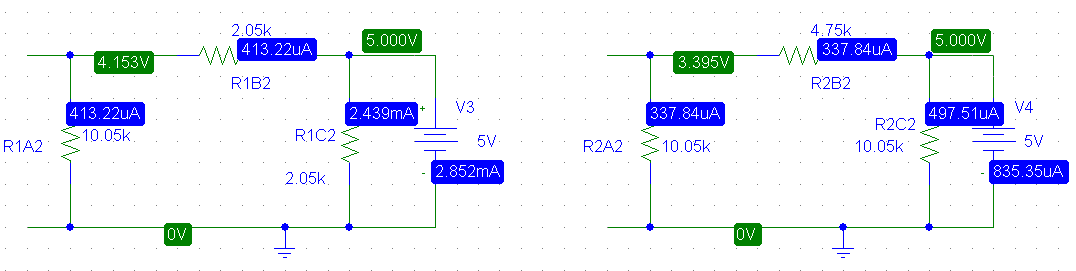 2.05k
413.22uA
5.000V
4.153V
R1B2
413.22uA
10.05k
R1A2
2.439mA
+
V3
R1C2
5V
2.05k
-
2.852mA
0V
4.75k
337.84uA
5.000V
3.395V
R2B2
337.84uA
10.05k
R2A2
497.51uA
V4
R2C2
10.05k
5V
-
835.35uA
0V